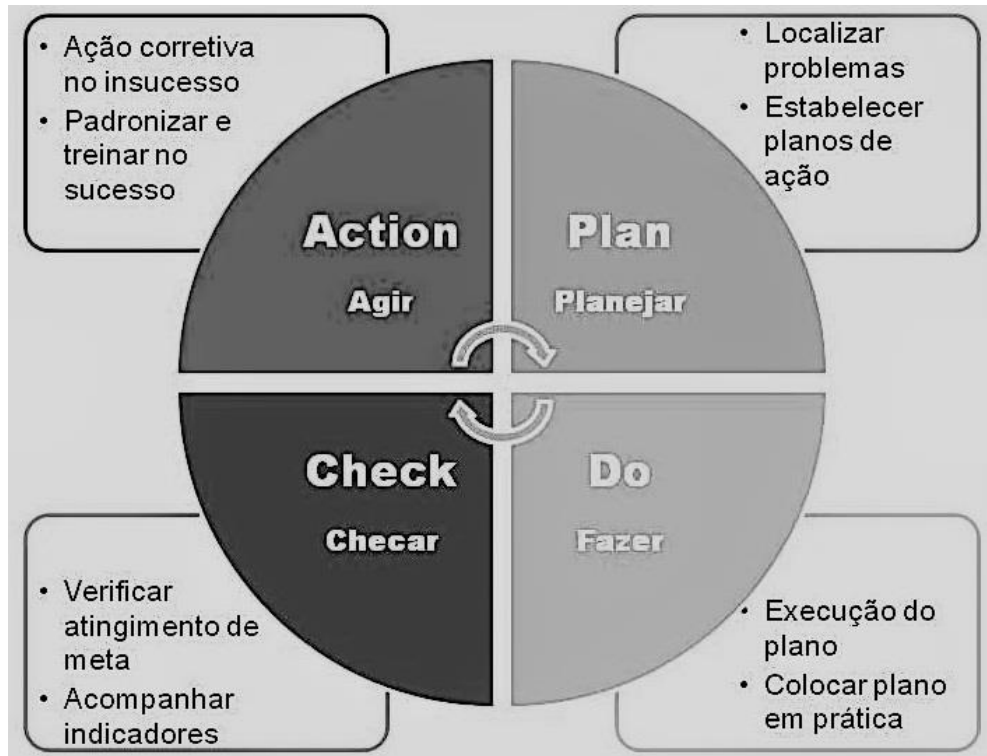 • Ação corretiva
no insucesso
• Padronizar e
treinar no
sucesso
• Localizar
problemas
• Estabelecer
planos de
ação
Action
Agir
Plan
Planejar
Check
Checar
Do
Fazer
• Verificar
atingimento de
meta
• Acompanhar
indicadores
• Execução do
plano
• Colocar plano
em prática